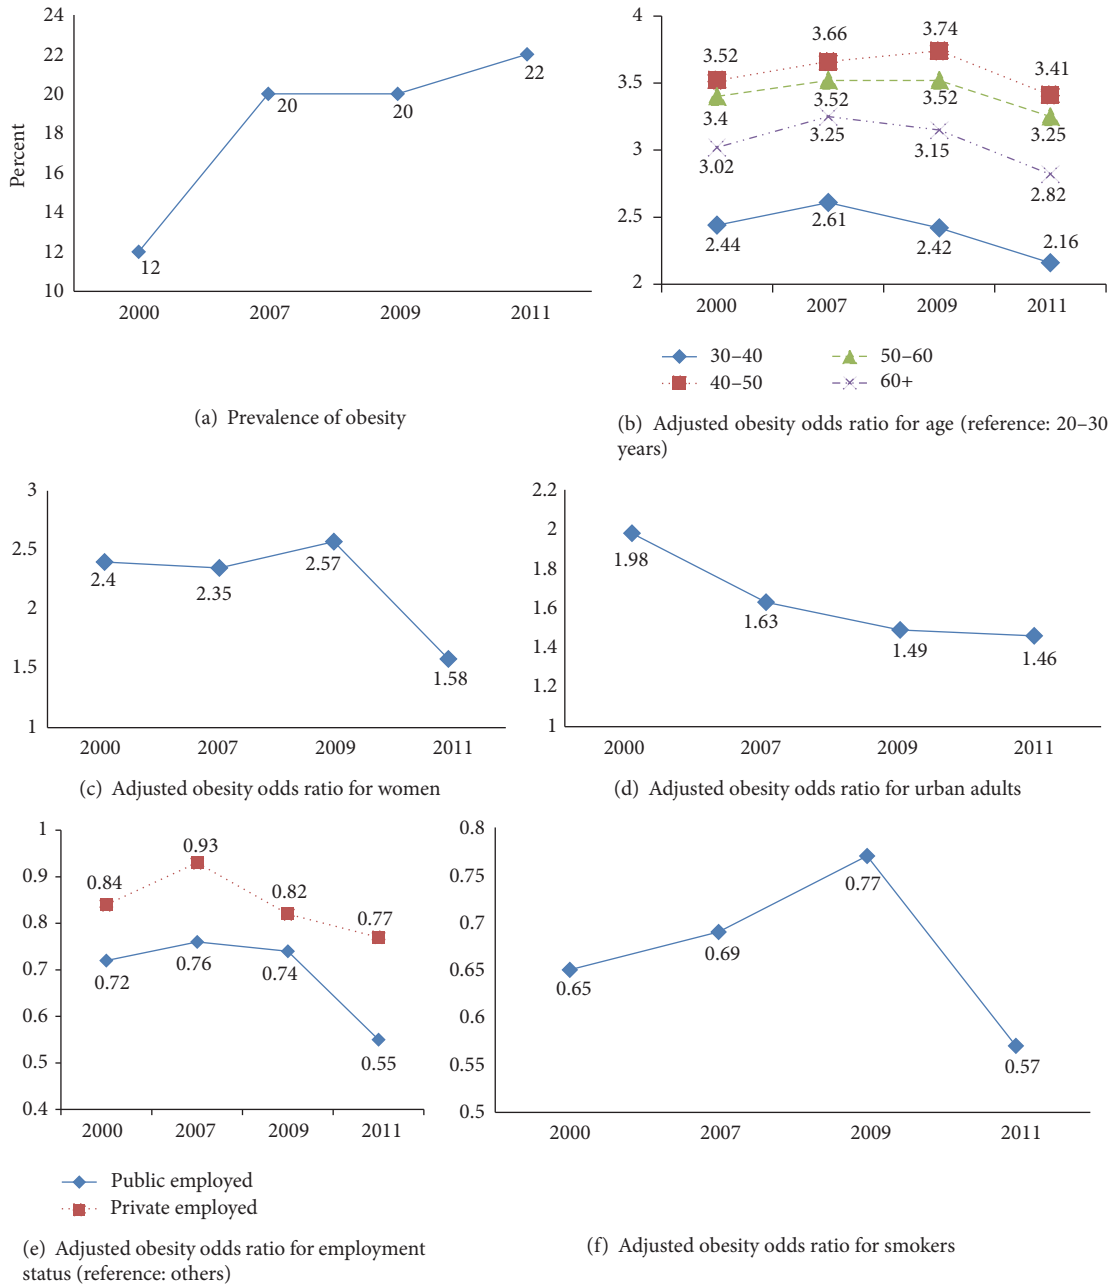 24
22
20
18
16
14
12
10
Percent
12
20
20
22
2000 2007 2009 2011
(a) Prevalence of obesity
4
3.5
3
2.5
2
3.52 3.66 3.74 3.41
3.4 3.52 3.52 3.25
3.02 3.25 3.15 2.82
2.44 2.61 2.42 2.16
2000 2007 2009 2011
30–40 50–60
40–50 60+
(b) Adjusted obesity odds ratio for age (reference: 20–30
years)
3
2.5
2
1.5
1
2.4 2.35 2.57 1.58
2000 2007 2009 2011
(c) Adjusted obesity odds ratio for women
2.2
2
1.8
1.6
1.4
1.2
1
1.98 1.63 1.49 1.46
2000 2007 2009 2011
(d) Adjusted obesity odds ratio for urban adults
1
0.9
0.8
0.7
0.6
0.5
0.4
0.84 0.93 0.82 0.77
0.72 0.76 0.74 0.55
2000 2007 2009 2011
Public employed
Private employed
(e) Adjusted obesity odds ratio for employment
status (reference: others)
0.8
0.75
0.7
0.65
0.6
0.55
0.5
0.65 0.69 0.77 0.57
2000 2007 2009 2011
(f) Adjusted obesity odds ratio for smokers